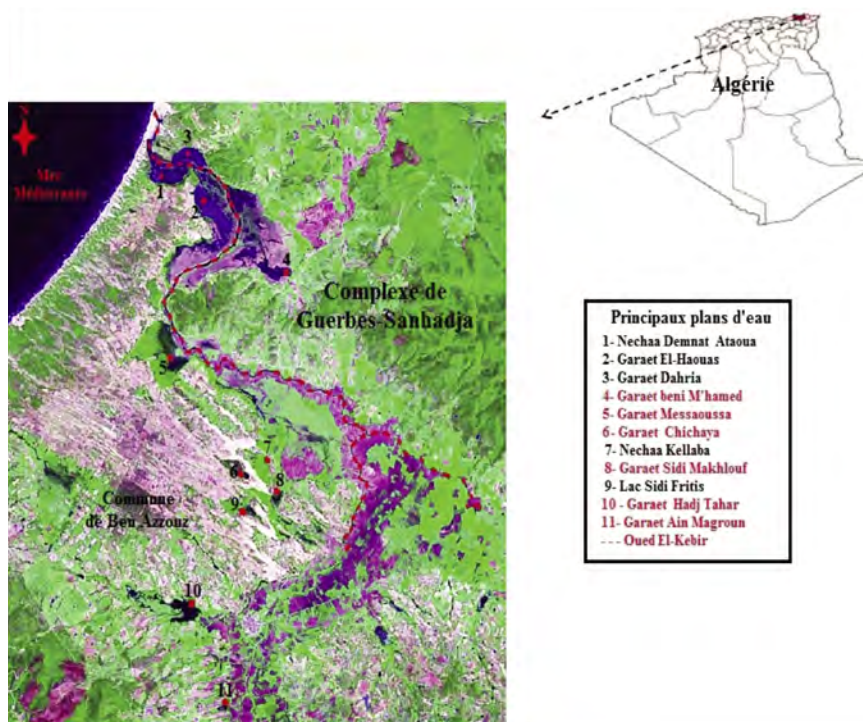 Algérie
N
Mre
Méditerranée
3
1
2
4
Complexe de
Guerbes-Sanhadja
5
7
6
8
9
Commune
de Ben Azzouz
10
11
Principaux plans d'eau
1- Nechaa Demnat Ataoua
2- Garaet El-Haouas
3- Garaet Dahria
4- Garaet beni M'hamed
5- Garaet Messaoussa
6- Garaet Chichaya
7- Nechaa Kellaba
8- Garaet Sidi Makhlouf
9- Lac Sidi Fritis
10 - Garaet Hadj Tahar
11- Garaet Ain Magroun
--- Oued El-Kebir